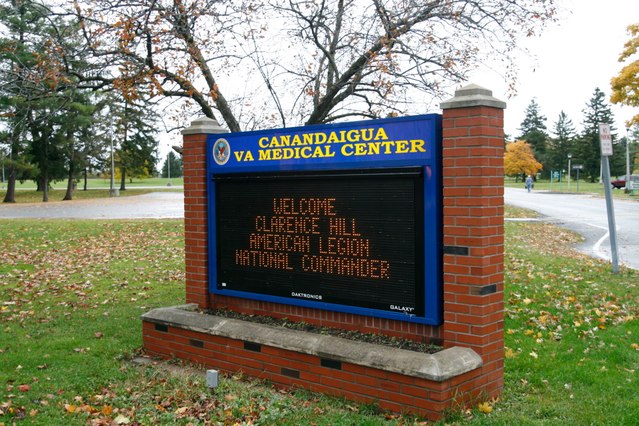 CANANDAIGUA
VA MEDICAL CENTER
WELCOME
CLARENCE HILL
AMERICAN LEGION
NATIONAL COMMANDER
DAKTRONICS
GALAXY